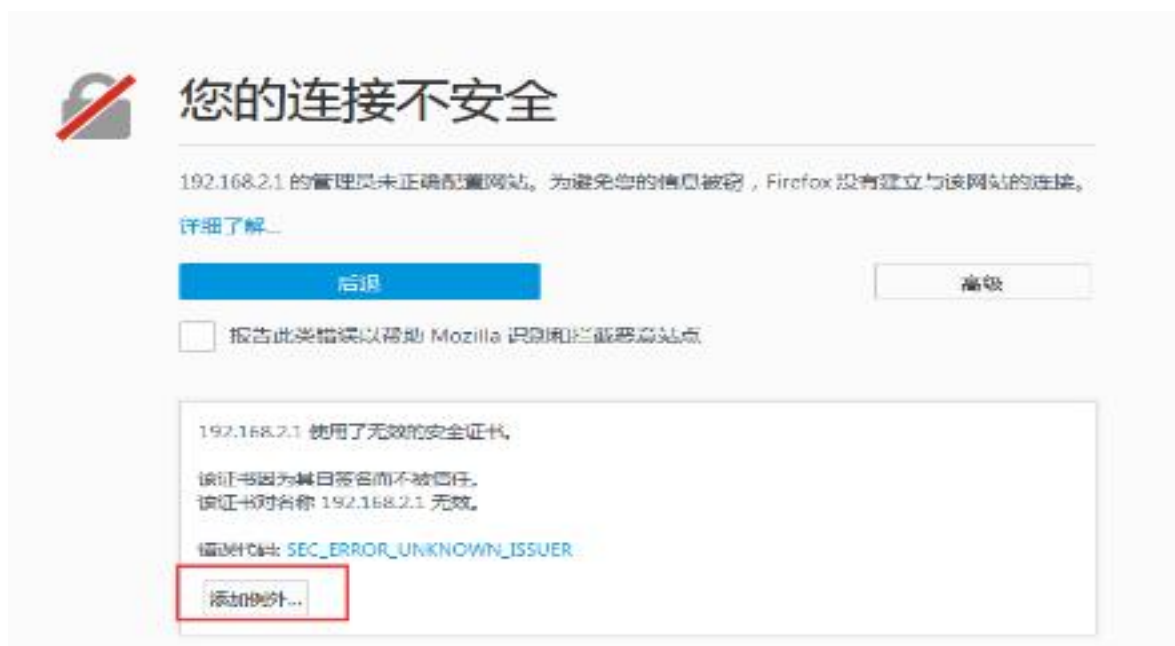 您的连接不安全
192.168.2.1 的管理员未正确配置网站。为避免您的信息被窃，Firefox 没有建立与该网站的连接。
详细了解...
后退
高级
报告此类错误以帮助 Mozilla 识别和拦截恶意站点
192.168.2.1 使用了无效的安全证书。
该证书因为其自签名而不被信任。
该证书对名称 192.168.2.1 无效。
错误代码: SEC_ERROR_UNKNOWN_ISSUER
添加例外...